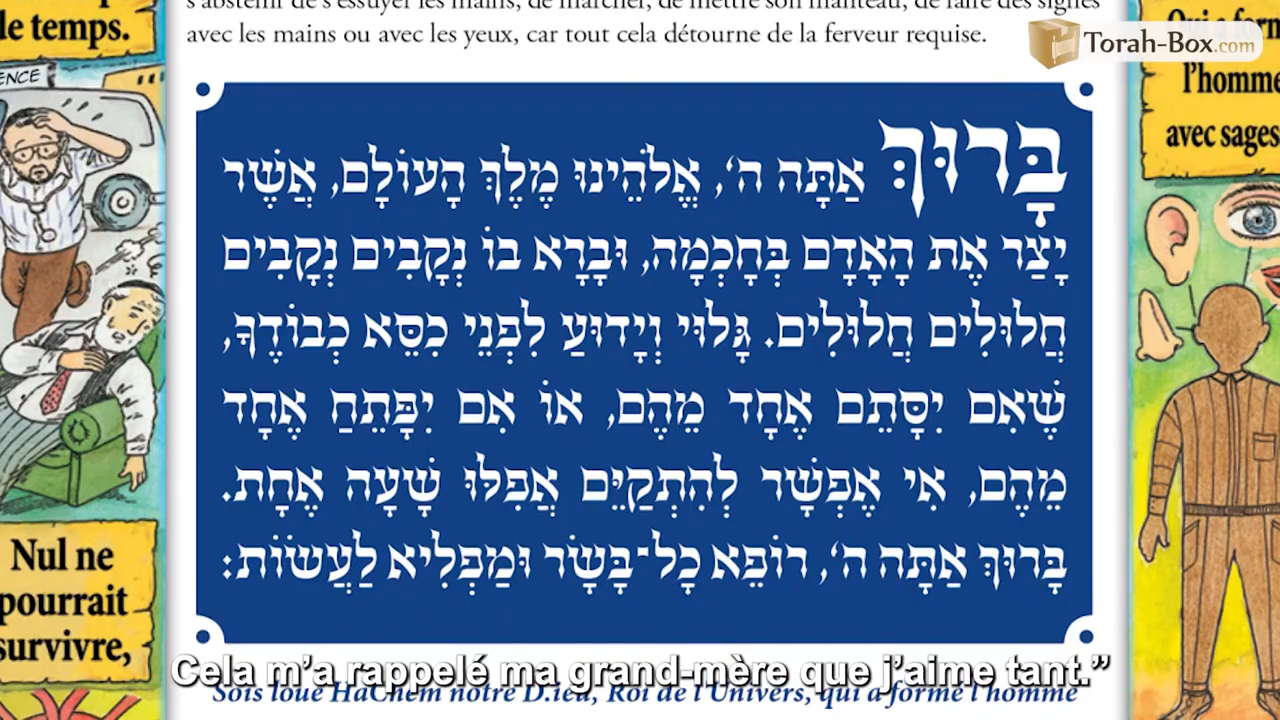 s'abstenir de s'essuyer les mains, de marcher, de mettre son manteau, de faire des signes
avec les mains ou avec les yeux, car tout cela détourne de la ferveur requise.
Torah-Box.com
le temps.
ENCE
l'homme
avec sages
בָּרוּךְ אַתָּה ה', אֱלֹהֵינוּ מֶלֶךְ הָעוֹלָם, אֲשֶׁר
יָצַר אֶת הָאָדָם בְּחָכְמָה, וּבָרָא בוֹ נְקָבִים נְקָבִים
חֲלוּלִים חֲלוּלִים. גָּלוּי וְיָדוּעַ לִפְנֵי כִסֵּא כְבוֹדֶךָ,
שֶׁאִם יִסָּתֵם אֶחָד מֵהֶם, אוֹ אִם יִפָּתֵחַ אֶחָד
מֵהֶם, אִי אֶפְשָׁר לְהִתְקַיֵּם אֲפִלּוּ שָׁעָה אֶחָת.
בָּרוּךְ אַתָּה ה', רוֹפֵא כָל־בָּשָׂר וּמַפְלִיא לַעֲשׂוֹת:
Nul ne
pourrait
survivre,
Cela m'a rappelé ma grand-mère que j'aime tant.”
Sois loué HaChem notre D.ieu, Roi de l'Univers, qui a formé l'homme